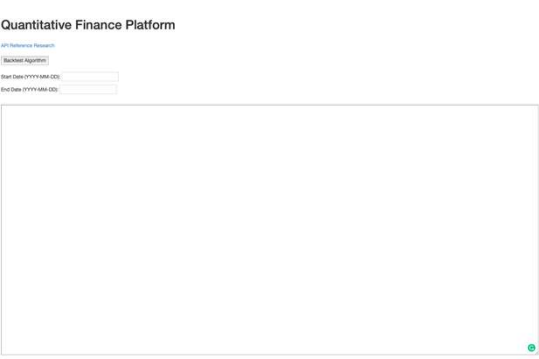 Quantitative Finance Platform
API Reference Research
Backtest Algorithm
Start Date (YYYY-MM-DD):
End Date (YYYY-MM-DD):